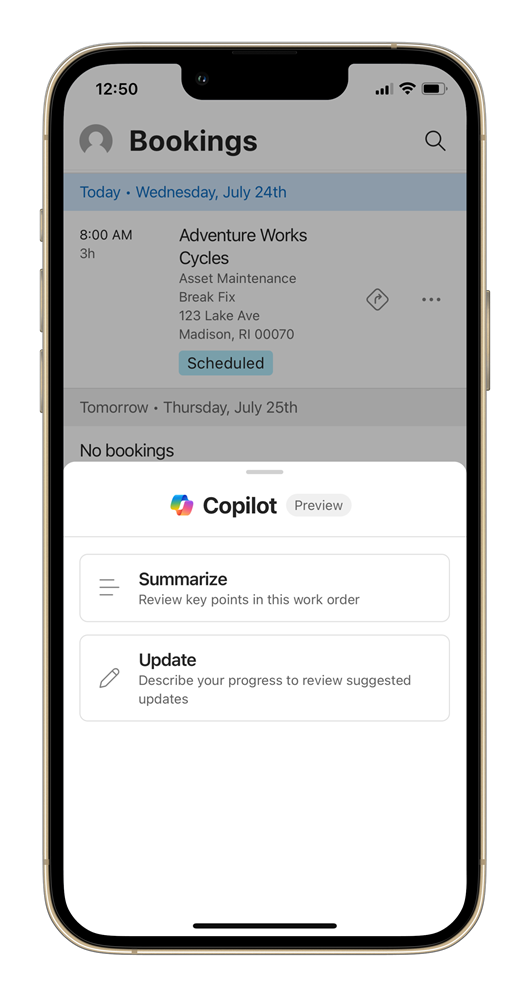 12:50
Bookings
Today • Wednesday, July 24th
8:00 AM
3h
Adventure Works
Cycles
Asset Maintenance
Break Fix
123 Lake Ave
Madison, RI 00070
Scheduled
Tomorrow • Thursday, July 25th
No bookings
Copilot Preview
Summarize
Review key points in this work order
Update
Describe your progress to review suggested
updates